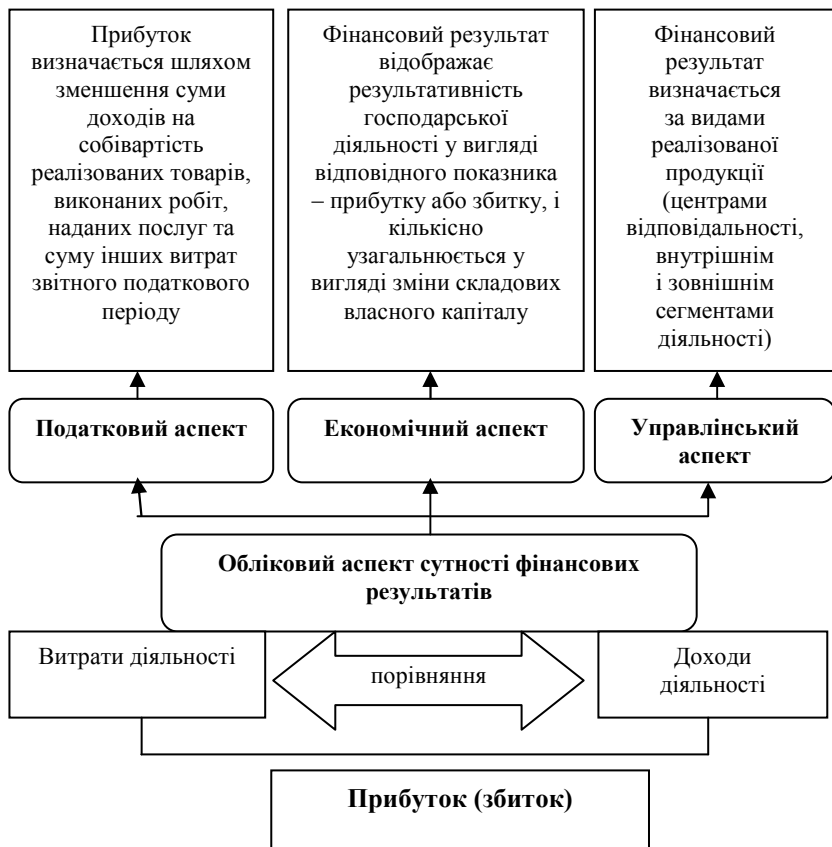 Прибуток
визначається шляхом
зменшення суми
доходів на
собівартість
реалізованих товарів,
виконаних робіт,
наданих послуг та
суму інших витрат
звітного податкового
періоду
Фінансовий результат
відображає
результативність
господарської
діяльності у вигляді
відповідного показника
– прибутку або збитку, і
кількісно
узагальнюється у
вигляді зміни складових
власного капіталу
Фінансовий
результат
визначається
за видами
реалізованої
продукції
(центрами
відповідальності,
внутрішнім
і зовнішнім
сегментами
діяльності)
Податковий аспект
Економічний аспект
Управлінський
аспект
Обліковий аспект сутності фінансових
результатів
Витрати діяльності
порівняння
Доходи
діяльності
Прибуток (збиток)